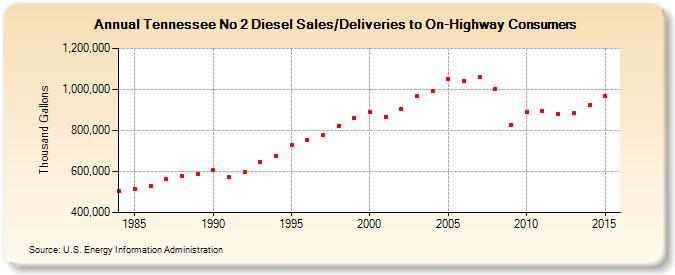 Annual Tennessee No 2 Diesel Sales/Deliveries to On-Highway Consumers
Thousand Gallons
1,200,000
1,000,000
800,000
600,000
400,000
1985 1990 1995 2000 2005 2010 2015
Source: U.S. Energy Information Administration